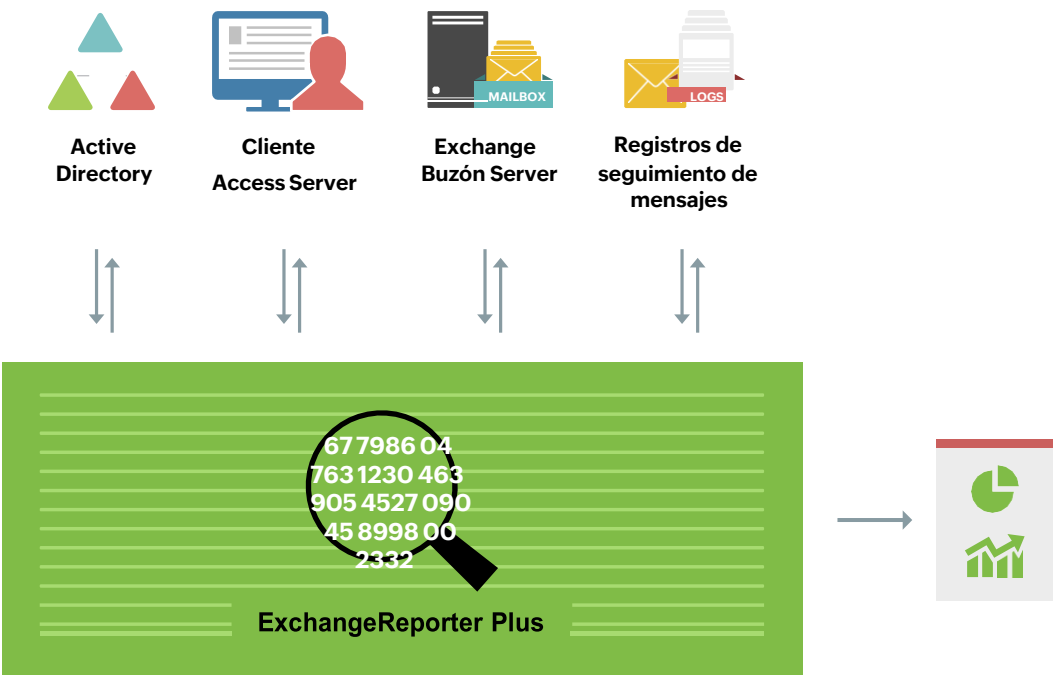 MAILBOX
LOGS
Active
Directory
Cliente
Access Server
Exchange
Buzón Server
Registros de
seguimiento de
mensajes
67 7986 04
763 1230 463
905 4527 090
45 8998 00
2332
ExchangeReporter Plus